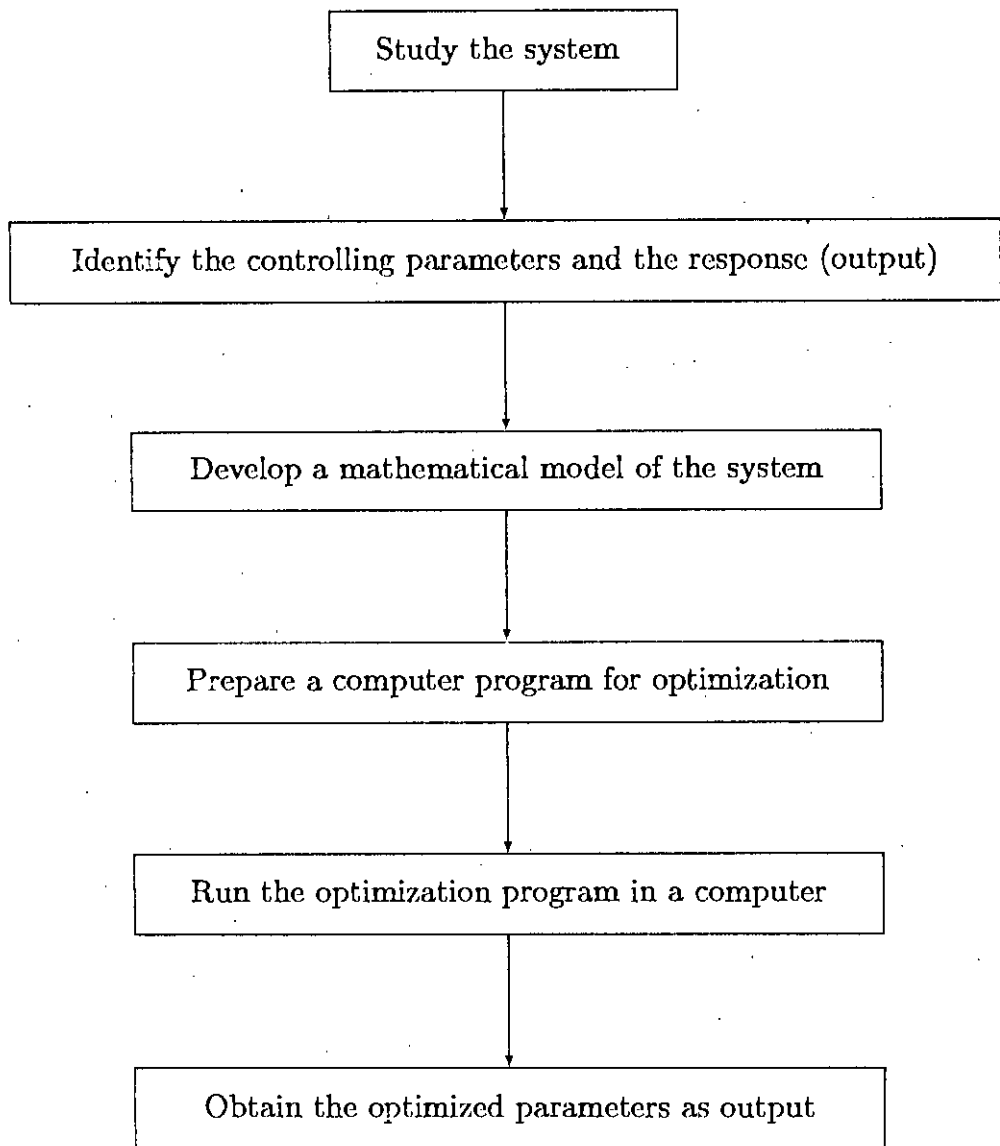 Study the system
Identify the controlling parameters and the response (output)
Develop a mathematical model of the system
Prepare a computer program for optimization
Run the optimization program in a computer
Obtain the optimized parameters as output